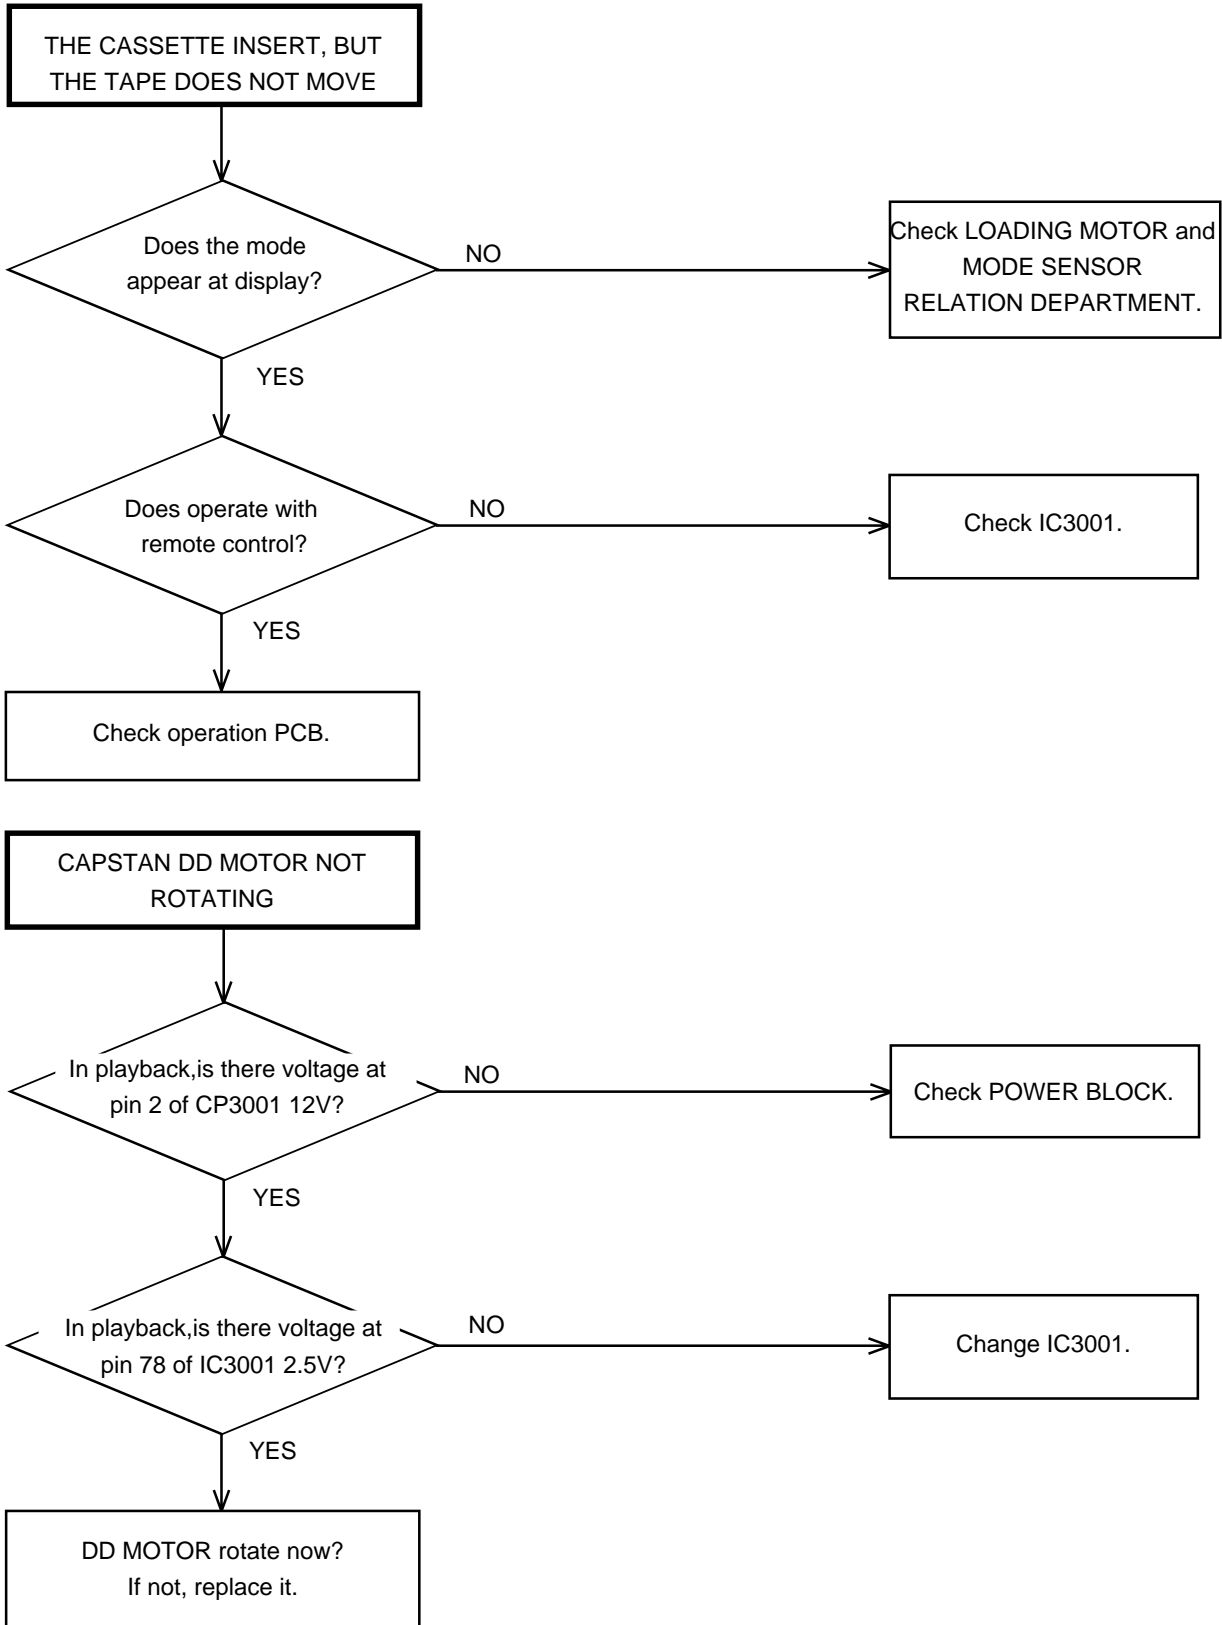 THE CASSETTE INSERT, BUT
THE TAPE DOES NOT MOVE
Does the mode
appear at display?
NO
Check LOADING MOTOR and
MODE SENSOR
RELATION DEPARTMENT.
YES
Does operate with
remote control?
NO
Check IC3001.
YES
Check operation PCB.
CAPSTAN DD MOTOR NOT
ROTATING
In playback,is there voltage at
pin 2 of CP3001 12V?
NO
Check POWER BLOCK.
YES
In playback,is there voltage at
pin 78 of IC3001 2.5V?
NO
Change IC3001.
YES
DD MOTOR rotate now?
If not, replace it.